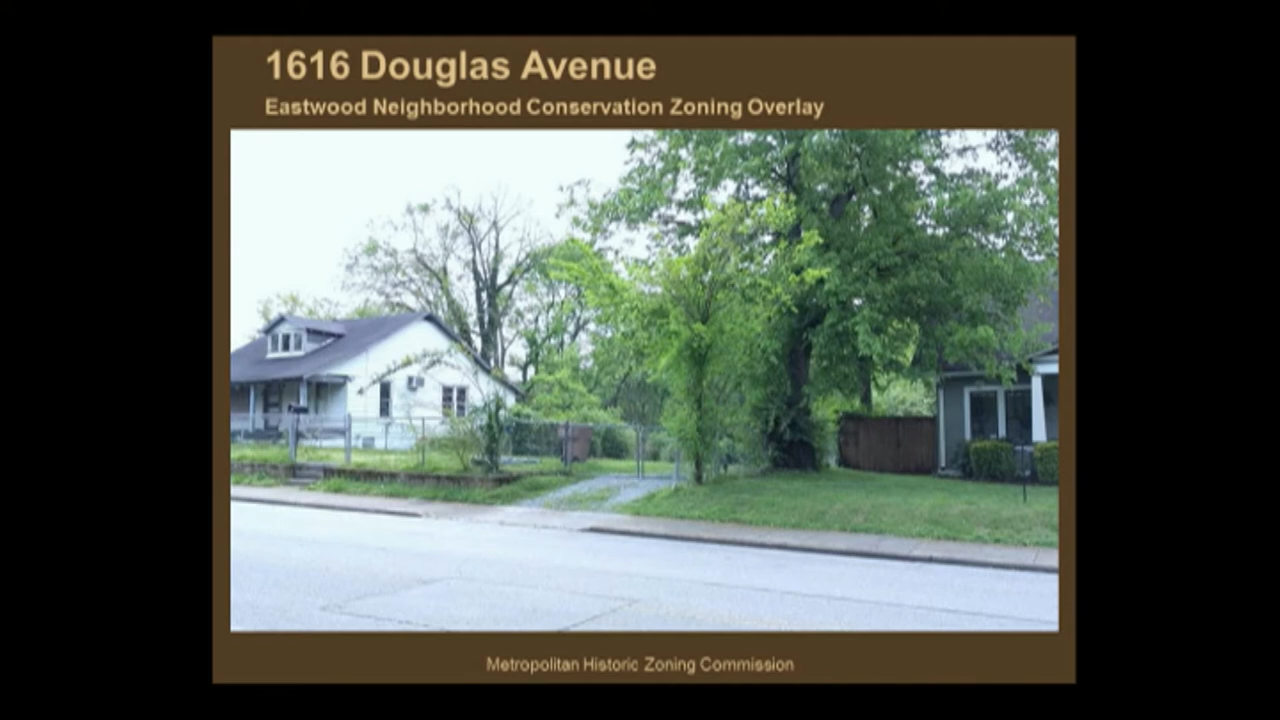 1616 Douglas Avenue
Eastwood Neighborhood Conservation Zoning Overlay
Metropolitan Historic Zoning Commission